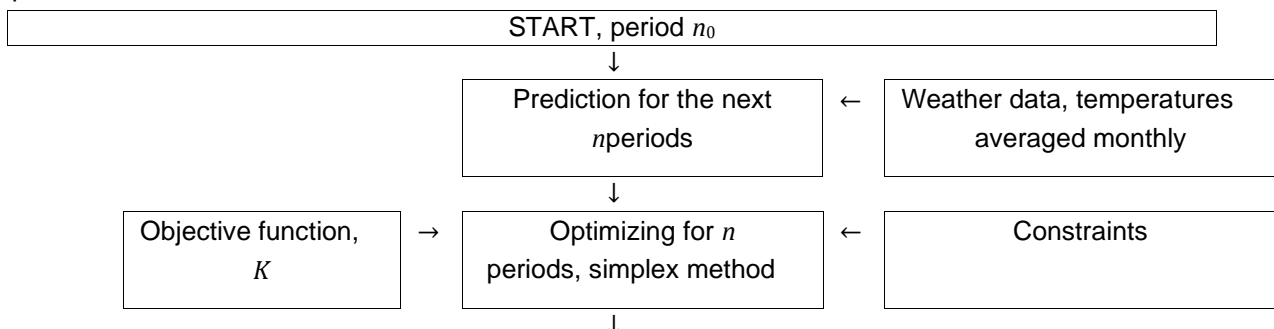 START, period n₀
↓
Prediction for the next ← Weather data, temperatures
nperiods averaged monthly
↓
Objective function, → Optimizing for n ← Constraints
K periods, simplex method
↓